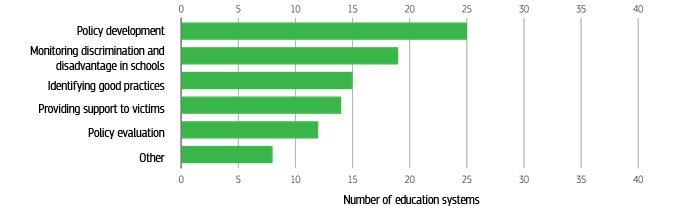 0 5 10 15 20 25 30 35 40
Policy development
Monitoring discrimination and
disadvantage in schools
Identifying good practices
Providing support to victims
Policy evaluation
Other
0 5 10 15 20 25 30 35 40
Number of education systems